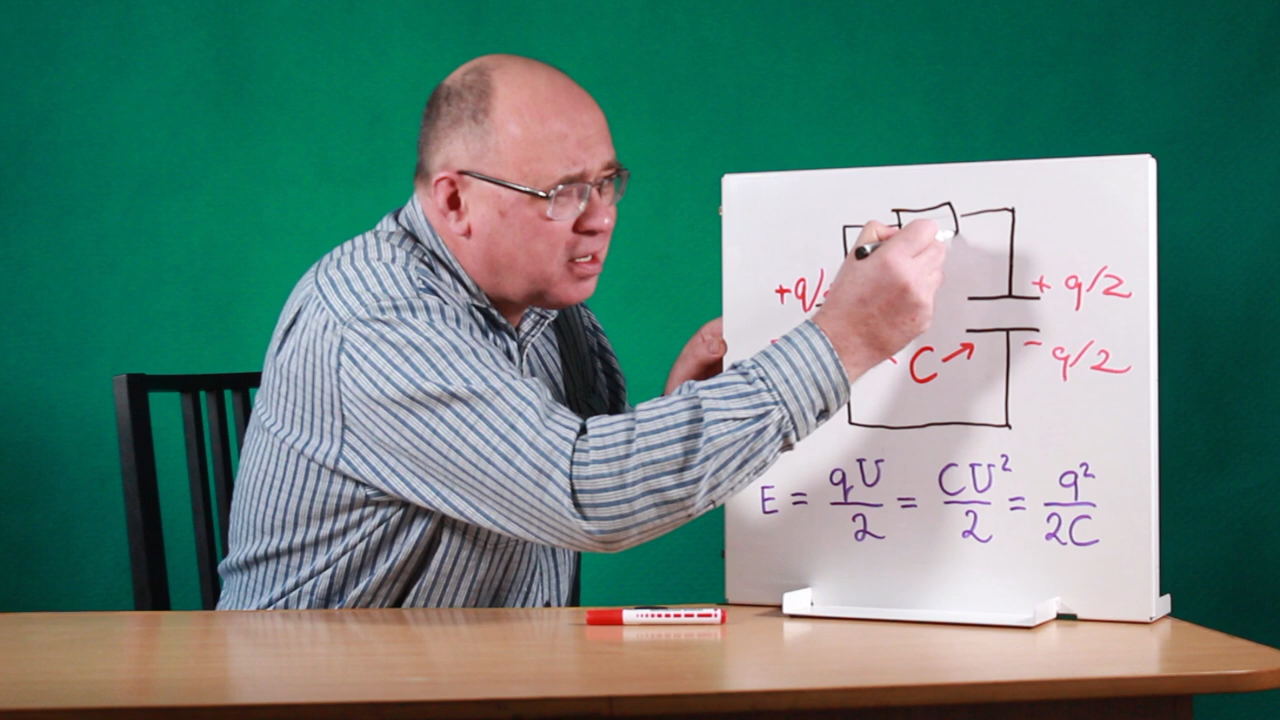 +q/ + q/2
C → - q/2
E = qU/2 = CU²/2 = q²/2C